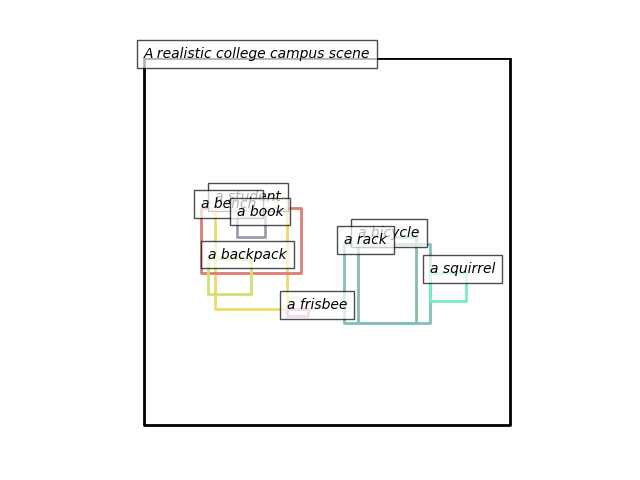 A realistic college campus scene
a student
a bench
a book
a bicycle
a rack
a backpack
a squirrel
a frisbee